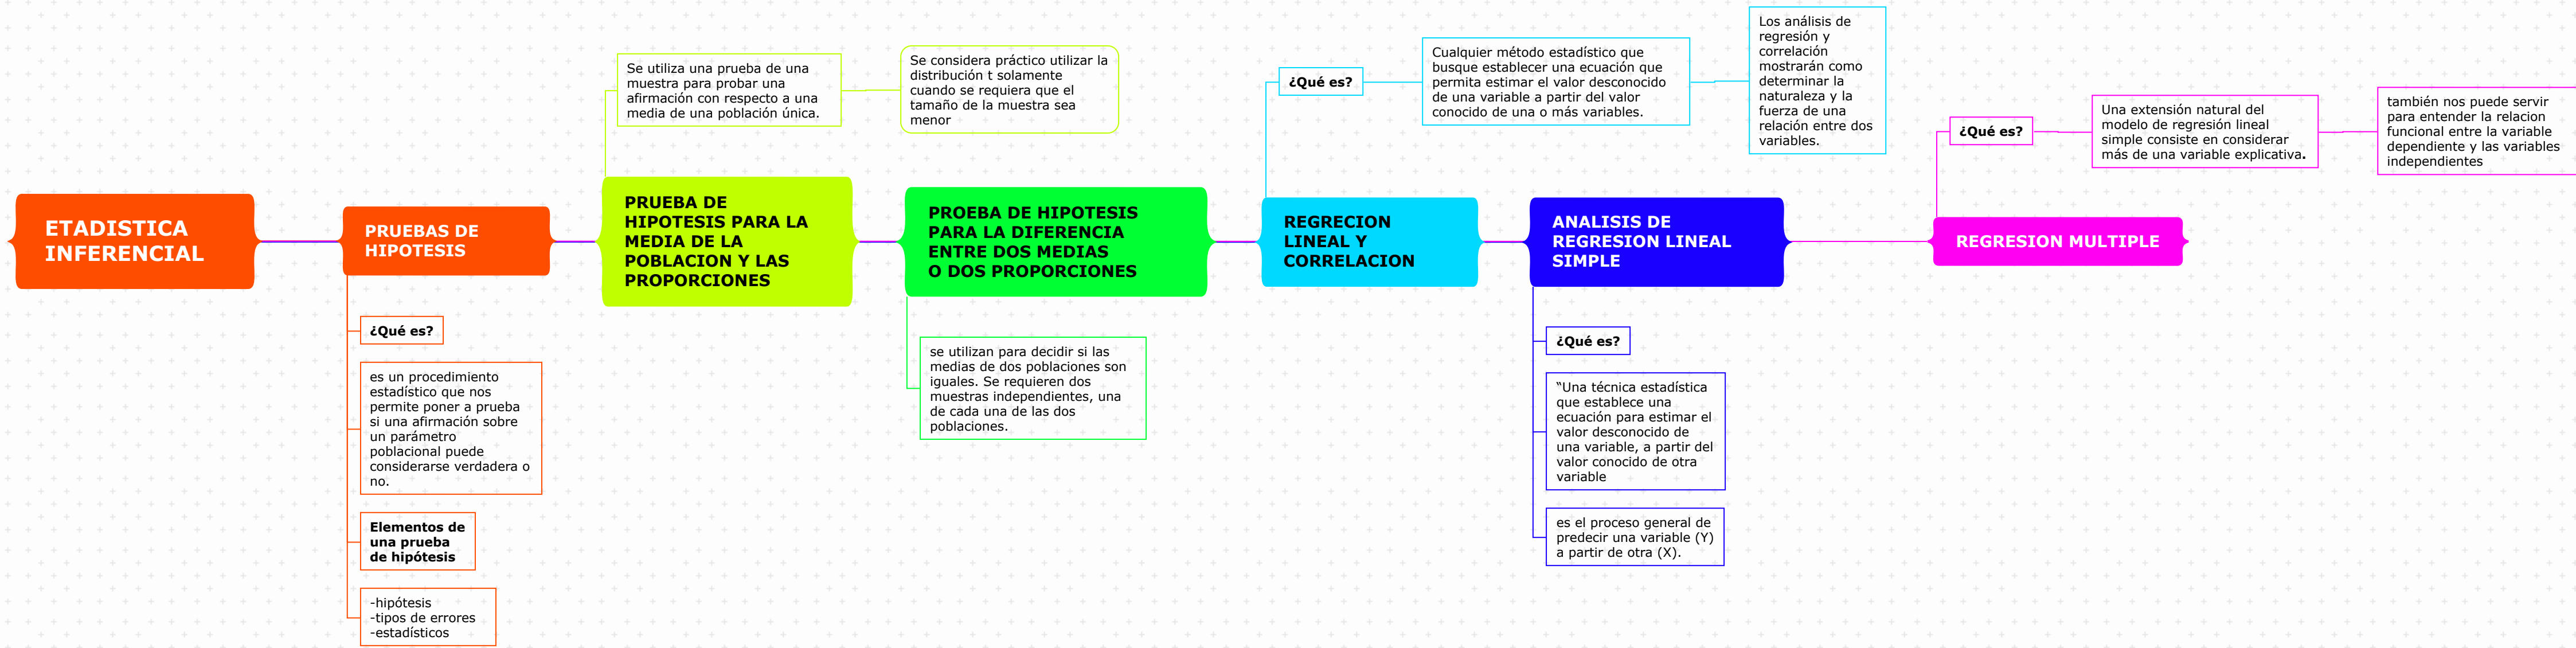 ETADISTICA
INFERENCIAL
PRUEBAS DE
HIPOTESIS
¿Qué es?
es un procedimiento
estadístico que nos
permite poner a prueba
si una afirmación sobre
un parámetro
poblacional puede
considerarse verdadera o
no.
Elementos de
una prueba
de hipótesis
-hipótesis
-tipos de errores
-estadísticos
PRUEBA DE
HIPOTESIS PARA LA
MEDIA DE LA
POBLACION Y LAS
PROPORCIONES
Se utiliza una prueba de una
muestra para probar una
afirmación con respecto a una
media de una población única.
Se considera práctico utilizar la
distribución t solamente
cuando se requiera que el
tamaño de la muestra sea
menor
PROEBA DE HIPOTESIS
PARA LA DIFERENCIA
ENTRE DOS MEDIAS
O DOS PROPORCIONES
se utilizan para decidir si las
medias de dos poblaciones son
iguales. Se requieren dos
muestras independientes, una
de cada una de las dos
poblaciones.
REGRECION
LINEAL Y
CORRELACION
¿Qué es?
Cualquier método estadístico que
busque establecer una ecuación que
permita estimar el valor desconocido
de una variable a partir del valor
conocido de una o más variables.
Los análisis de
regresión y
correlación
mostrarán como
determinar la
naturaleza y la
fuerza de una
relación entre dos
variables.
ANALISIS DE
REGRESION LINEAL
SIMPLE
¿Qué es?
“Una técnica estadística
que establece una
ecuación para estimar el
valor desconocido de
una variable, a partir del
valor conocido de otra
variable
es el proceso general de
predecir una variable (Y)
a partir de otra (X).
REGRESION MULTIPLE
¿Qué es?
Una extensión natural del
modelo de regresión lineal
simple consiste en considerar
más de una variable explicativa.
también nos puede servir
para entender la relacion
funcional entre la variable
dependiente y las variables
independientes